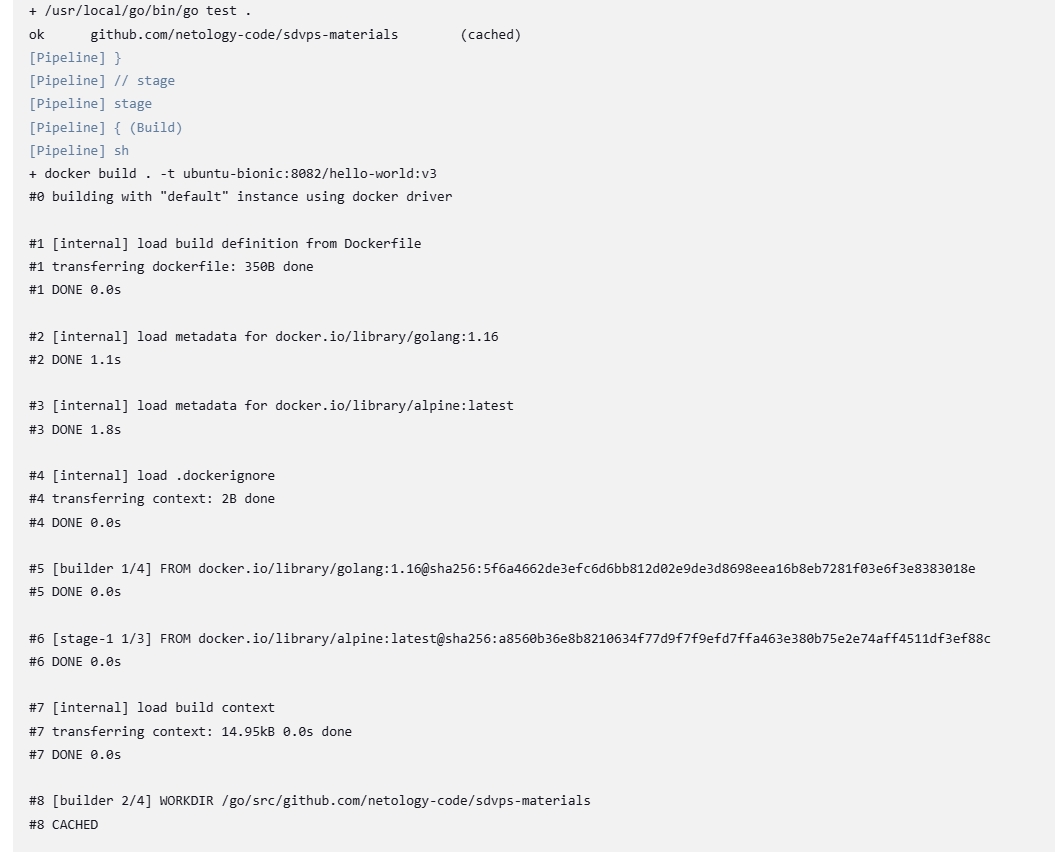 + /usr/local/go/bin/go test .
ok      github.com/netology-code/sdvps-materials        (cached)
[Pipeline] }
[Pipeline] // stage
[Pipeline] stage
[Pipeline] { (Build)
[Pipeline] sh
+ docker build . -t ubuntu-bionic:8082/hello-world:v3
#0 building with "default" instance using docker driver
#1 [internal] load build definition from Dockerfile
#1 transferring dockerfile: 350B done
#1 DONE 0.0s
#2 [internal] load metadata for docker.io/library/golang:1.16
#2 DONE 1.1s
#3 [internal] load metadata for docker.io/library/alpine:latest
#3 DONE 1.8s
#4 [internal] load .dockerignore
#4 transferring context: 2B done
#4 DONE 0.0s
#5 [builder 1/4] FROM docker.io/library/golang:1.16@sha256:5f6a4662de3efc6d6bb812d02e9de3d8698eea16b8eb7281f03e6f3e8383018e
#5 DONE 0.0s
#6 [stage-1 1/3] FROM docker.io/library/alpine:latest@sha256:a8560b36e8b8210634f77d9f7f9efd7ffa463e380b75e2e74aff4511df3ef88c
#6 DONE 0.0s
#7 [internal] load build context
#7 transferring context: 14.95kB 0.0s done
#7 DONE 0.0s
#8 [builder 2/4] WORKDIR /go/src/github.com/netology-code/sdvps-materials
#8 CACHED